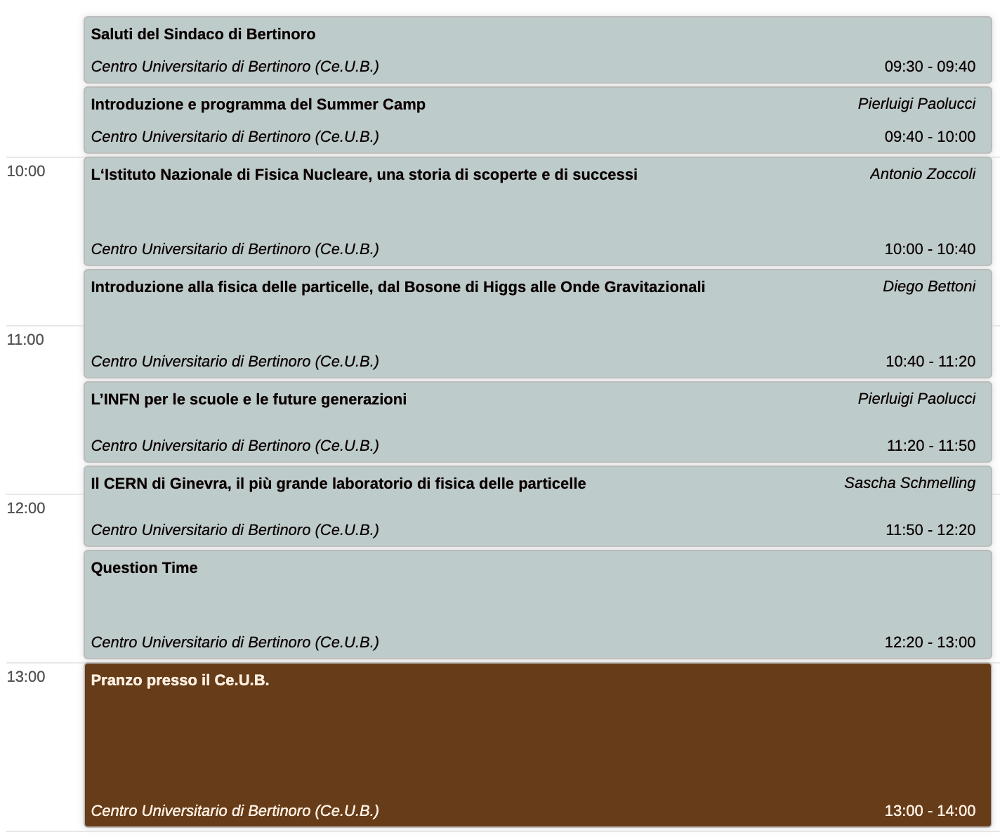 Saluti del Sindaco di Bertinoro
Centro Universitario di Bertinoro (Ce.U.B.) 09:30 - 09:40
Introduzione e programma del Summer Camp Pierluigi Paolucci
Centro Universitario di Bertinoro (Ce.U.B.) 09:40 - 10:00
10:00 L‘Istituto Nazionale di Fisica Nucleare, una storia di scoperte e di successi Antonio Zoccoli
Centro Universitario di Bertinoro (Ce.U.B.) 10:00 - 10:40
Introduzione alla fisica delle particelle, dal Bosone di Higgs alle Onde Gravitazionali Diego Bettoni
11:00
Centro Universitario di Bertinoro (Ce.U.B.) 10:40 - 11:20
L’INFN per le scuole e le future generazioni Pierluigi Paolucci
Centro Universitario di Bertinoro (Ce.U.B.) 11:20 - 11:50
Il CERN di Ginevra, il più grande laboratorio di fisica delle particelle Sascha Schmelling
12:00
Centro Universitario di Bertinoro (Ce.U.B.) 11:50 - 12:20
Question Time
Centro Universitario di Bertinoro (Ce.U.B.) 12:20 - 13:00
13:00 Pranzo presso il Ce.U.B.
Centro Universitario di Bertinoro (Ce.U.B.) 13:00 - 14:00